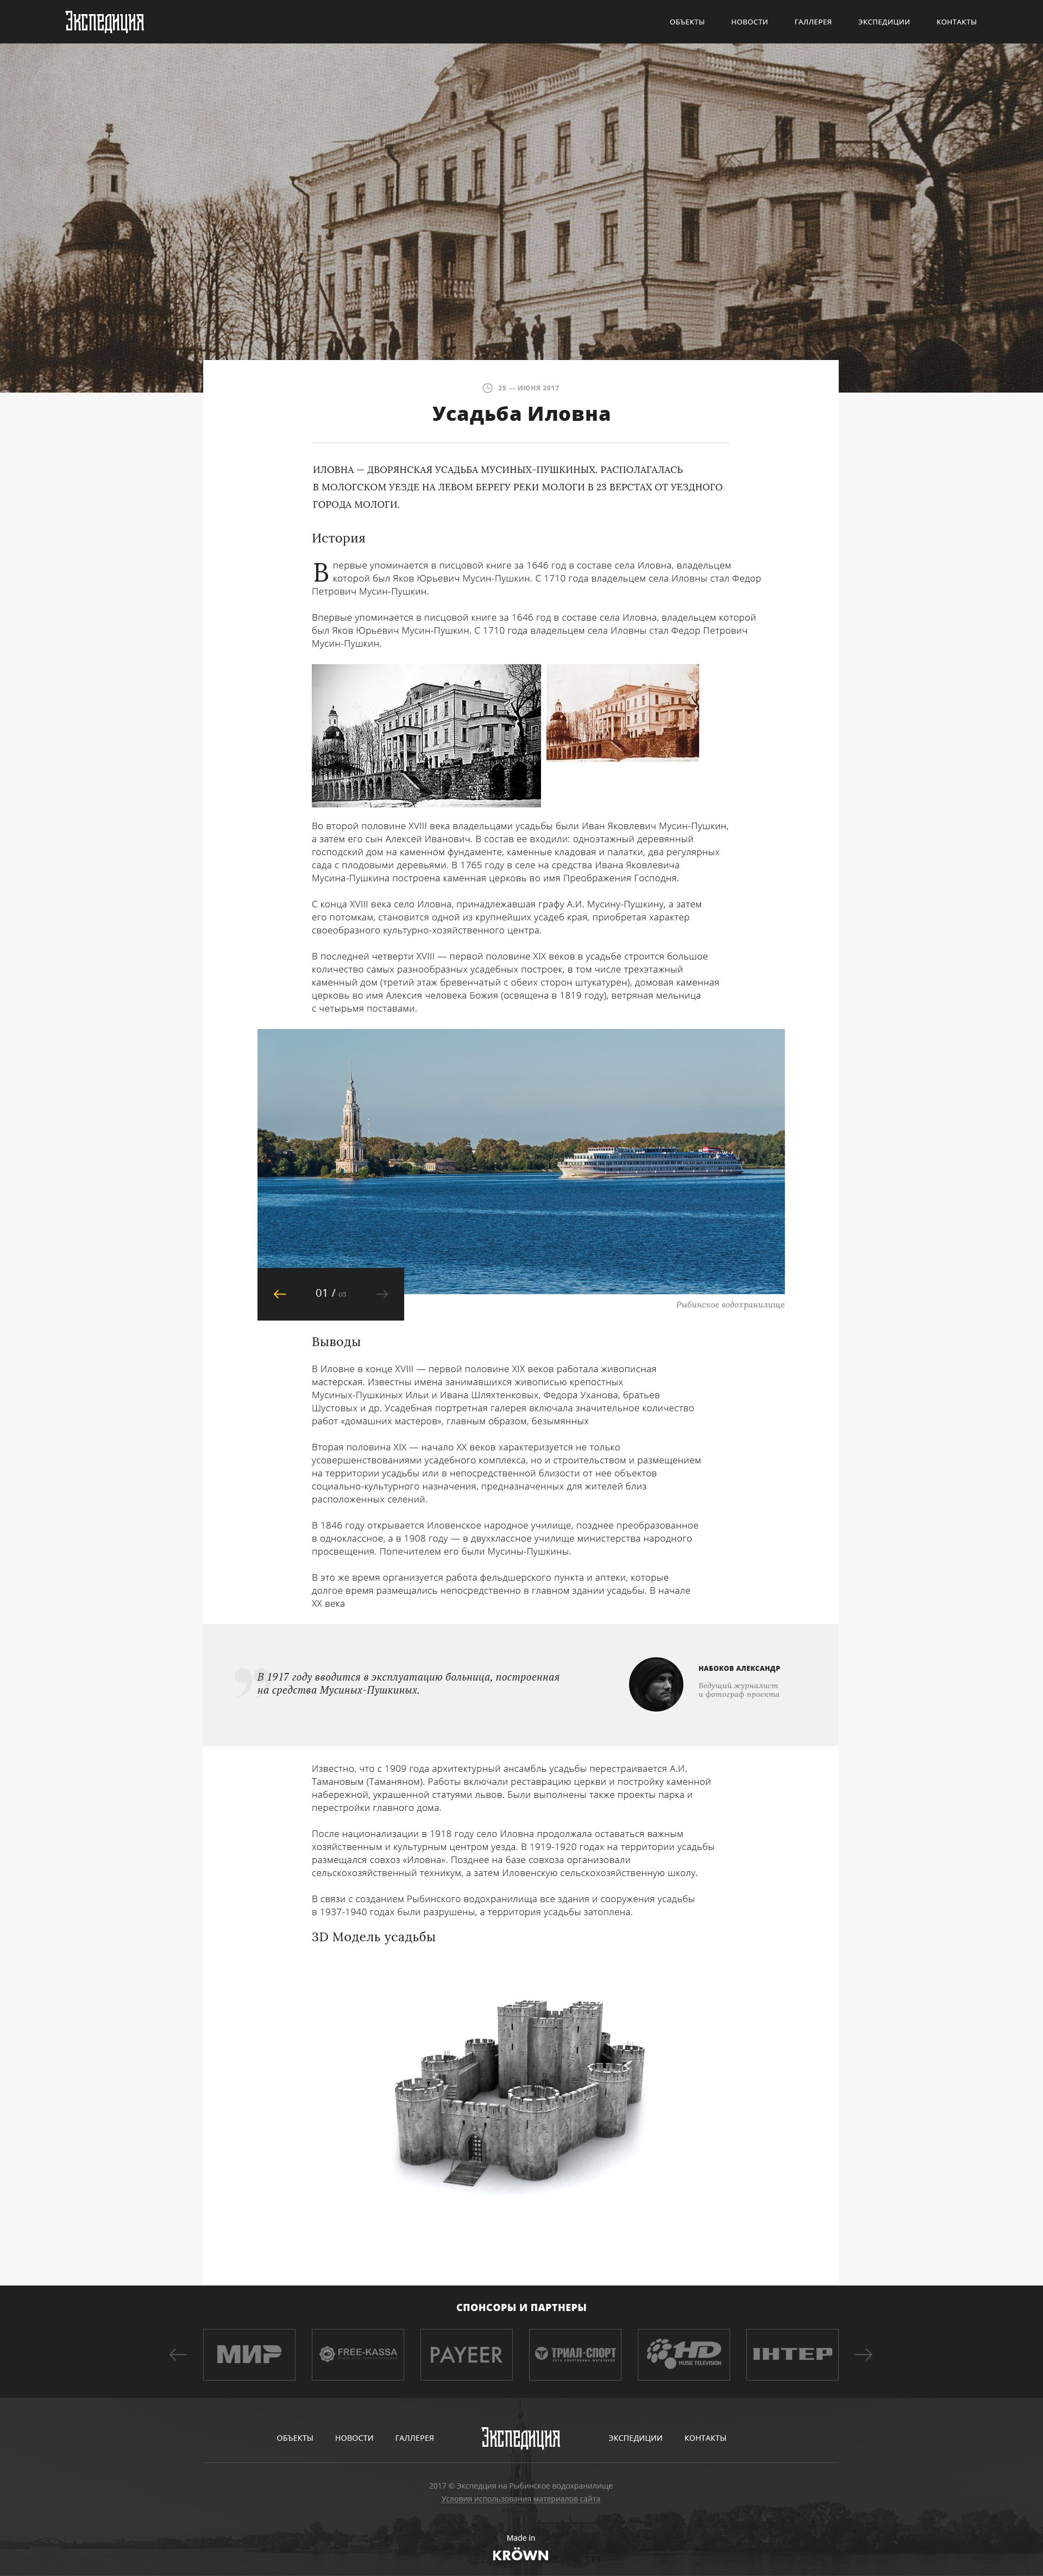 Экспедиция
ОБЪЕКТЫ НОВОСТИ ГАЛЛЕРЕЯ ЭКСПЕДИЦИИ КОНТАКТЫ
25 — ИЮНЯ 2017
Усадьба Иловна
ИЛОВНА — ДВОРЯНСКАЯ УСАДЬБА МУСИНЫХ-ПУШКИНЫХ. РАСПОЛАГАЛАСЬ
В МОЛОГСКОМ УЕЗДЕ НА ЛЕВОМ БЕРЕГУ РЕКИ МОЛОГИ В 23 ВЕРСТАХ ОТ УЕЗДНОГО
ГОРОДА МОЛОГИ.
История
Впервые упоминается в писцовой книге за 1646 год в составе села Иловна, владельцем
которой был Яков Юрьевич Мусин-Пушкин. С 1710 года владельцем села Иловны стал Федор
Петрович Мусин-Пушкин.
Впервые упоминается в писцовой книге за 1646 год в составе села Иловна, владельцем которой
был Яков Юрьевич Мусин-Пушкин. С 1710 года владельцем села Иловны стал Федор Петрович
Мусин-Пушкин.
Во второй половине XVIII века владельцами усадьбы были Иван Яковлевич Мусин-Пушкин,
а затем его сын Алексей Иванович. В состав ее входили: одноэтажный деревянный
господский дом на каменном фундаменте, каменные кладовая и палатки, два регулярных
сада с плодовыми деревьями. В 1765 году в селе на средства Ивана Яковлевича
Мусина-Пушкина построена каменная церковь во имя Преображения Господня.
С конца XVIII века село Иловна, принадлежавшая графу А.И. Мусину-Пушкину, а затем
его потомкам, становится одной из крупнейших усадеб края, приобретая характер
своеобразного культурно-хозяйственного центра.
В последней четверти XVIII — первой половине XIX веков в усадьбе строится большое
количество самых разнообразных усадебных построек, в том числе трехэтажный
каменный дом (третий этаж бревенчатый с обеих сторон штукатурен), домовая каменная
церковь во имя Алексия человека Божия (освящена в 1819 году), ветряная мельница
с четырьмя поставами.
01 / 05
Рыбинское водохранилище
Выводы
В Иловне в конце XVIII — первой половине XIX веков работала живописная
мастерская. Известны имена занимавшихся живописью крепостных
Мусиных-Пушкиных Ильи и Ивана Шляхтенковых, Федора Уханова, братьев
Шустовых и др. Усадебная портретная галерея включала значительное количество
работ «домашних мастеров», главным образом, безымянных
Вторая половина XIX — начало XX веков характеризуется не только
усовершенствованиями усадебного комплекса, но и строительством и размещением
на территории усадьбы или в непосредственной близости от нее объектов
социально-культурного назначения, предназначенных для жителей близ
расположенных селений.
В 1846 году открывается Иловенское народное училище, позднее преобразованное
в одноклассное, а в 1908 году — в двухклассное училище министерства народного
просвещения. Попечителем его были Мусины-Пушкины.
В это же время организуется работа фельдшерского пункта и аптеки, которые
долгое время размещались непосредственно в главном здании усадьбы. В начале
XX века
”
В 1917 году вводится в эксплуатацию больница, построенная
на средства Мусиных-Пушкиных.
НАБОКОВ АЛЕКСАНДР
Ведущий журналист
и фотограф проекта
Известно, что с 1909 года архитектурный ансамбль усадьбы перестраивается А.И.
Тамановым (Таманяном). Работы включали реставрацию церкви и постройку каменной
набережной, украшенной статуями львов. Были выполнены также проекты парка и
перестройки главного дома.
После национализации в 1918 году село Иловна продолжала оставаться важным
хозяйственным и культурным центром уезда. В 1919-1920 годах на территории усадьбы
размещался совхоз «Иловна». Позднее на базе совхоза организовали
сельскохозяйственный техникум, а затем Иловенскую сельскохозяйственную школу.
В связи с созданием Рыбинского водохранилища все здания и сооружения усадьбы
в 1937-1940 годах были разрушены, а территория усадьбы затоплена.
3D Модель усадьбы
СПОНСОРЫ И ПАРТНЕРЫ
МИР
FREE-KASSA
PAYEER
ТРИАЛ-СПОРТ
СЕТЬ СПОРТИВНЫХ МАГАЗИНОВ
HD
MUSIC TELEVISION
ІНТЕР
ОБЪЕКТЫ НОВОСТИ ГАЛЛЕРЕЯ Экспедиция ЭКСПЕДИЦИИ КОНТАКТЫ
2017 © Экспедция на Рыбинское водохранилище
Условия использования материалов сайта
Made in
KRÖWN